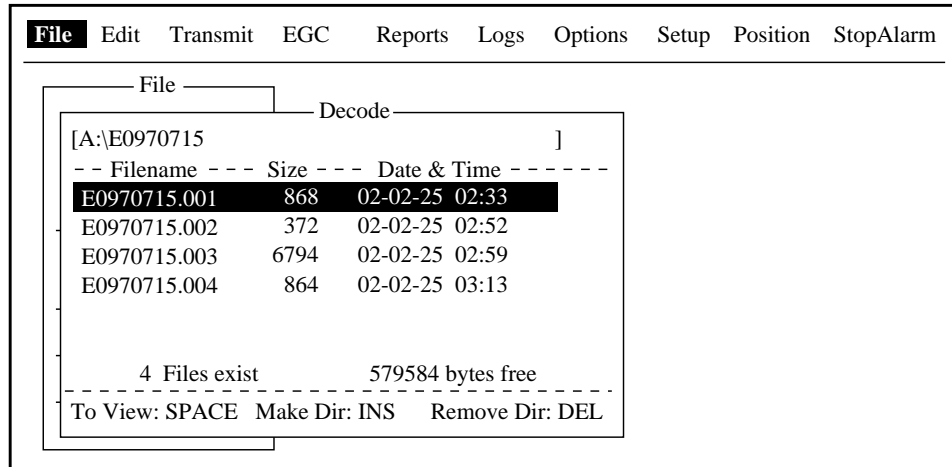 File Edit Transmit EGC Reports Logs Options Setup Position StopAlarm
File
Decode
[A:\E0970715 ]
Filename Size Date & Time
E0970715.001 868 02-02-25 02:33
E0970715.002 372 02-02-25 02:52
E0970715.003 6794 02-02-25 02:59
E0970715.004 864 02-02-25 03:13
4 Files exist 579584 bytes free
To View: SPACE Make Dir: INS Remove Dir: DEL